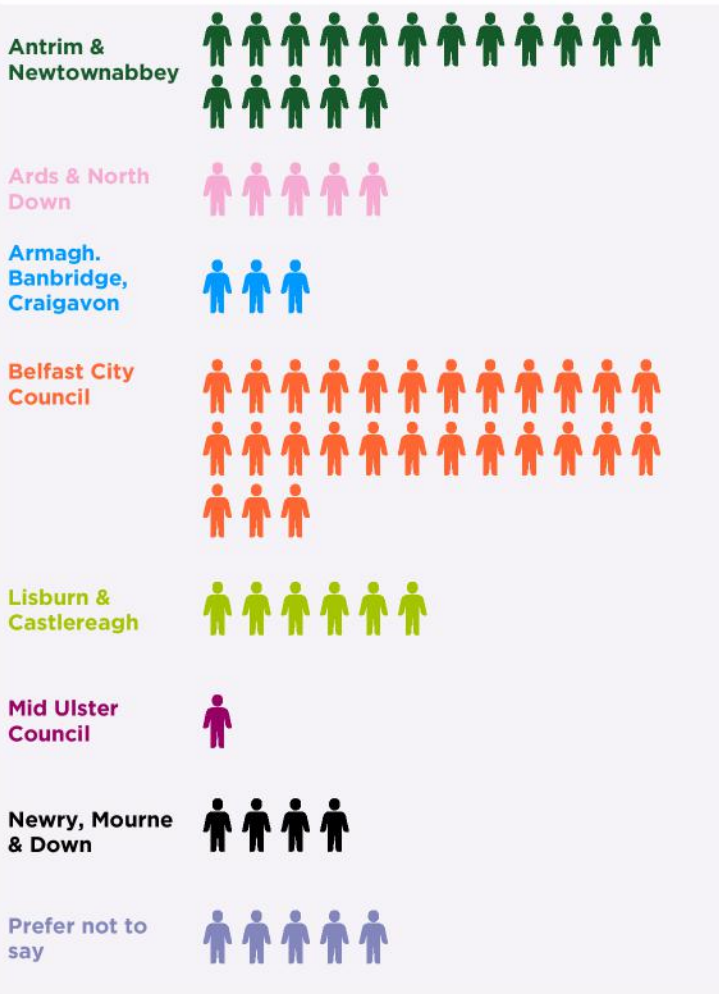 Antrim &
Newtownabbey
Ards & North
Down
Armagh.
Banbridge,
Craigavon
Belfast City
Council
Lisburn &
Castlereagh
Mid Ulster
Council
Newry, Mourne
& Down
Prefer not to
say